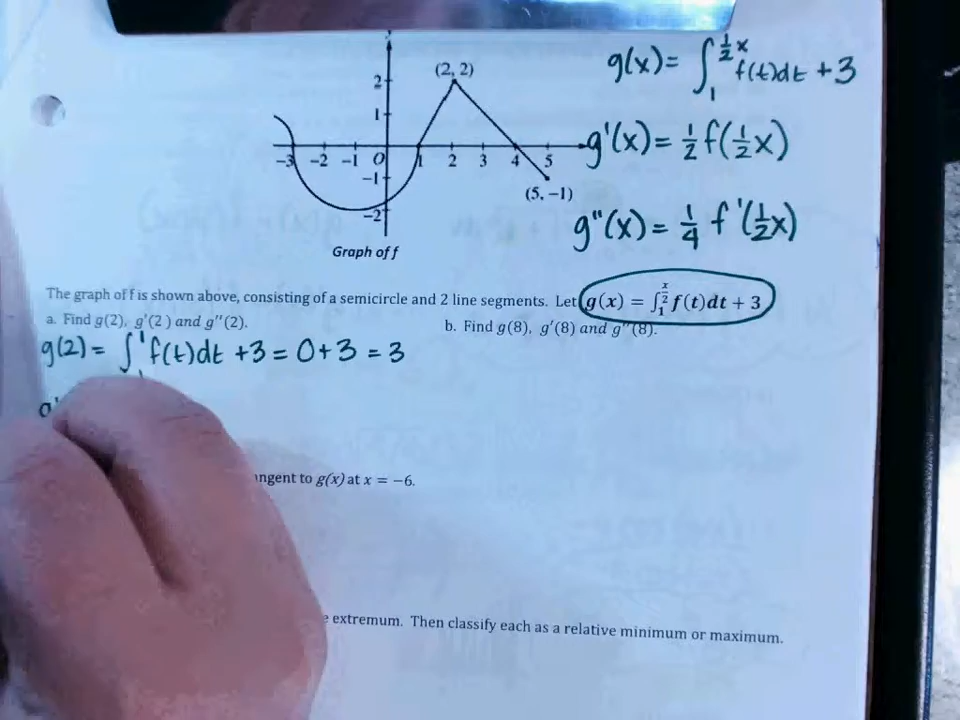 g(x) = ∫₁^{½x} f(t)dt + 3
(2, 2)
2
1
g'(x) = ½ f(½x)
-3 -2 -1 O 1 2 3 4 5
-1
(5, -1)
-2
g"(x) = ¼ f'(½x)
Graph of f
The graph of f is shown above, consisting of a semicircle and 2 line segments. Let g(x) = ∫₁^{x/2} f(t)dt + 3
a. Find g(2), g'(2) and g''(2). b. Find g(8), g'(8) and g''(8).
g(2) = ∫₁¹ f(t)dt + 3 = 0 + 3 = 3
to g(x) at x = -6.
extremum. Then classify each as a relative minimum or maximum.